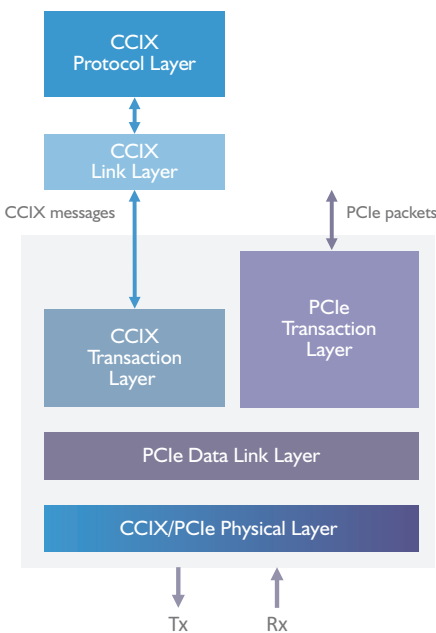 CCIX
Protocol Layer
CCIX
Link Layer
CCIX messages
PCIe packets
PCIe
Transaction
Layer
CCIX
Transaction
Layer
PCIe Data Link Layer
CCIX/PCIe Physical Layer
Tx
Rx